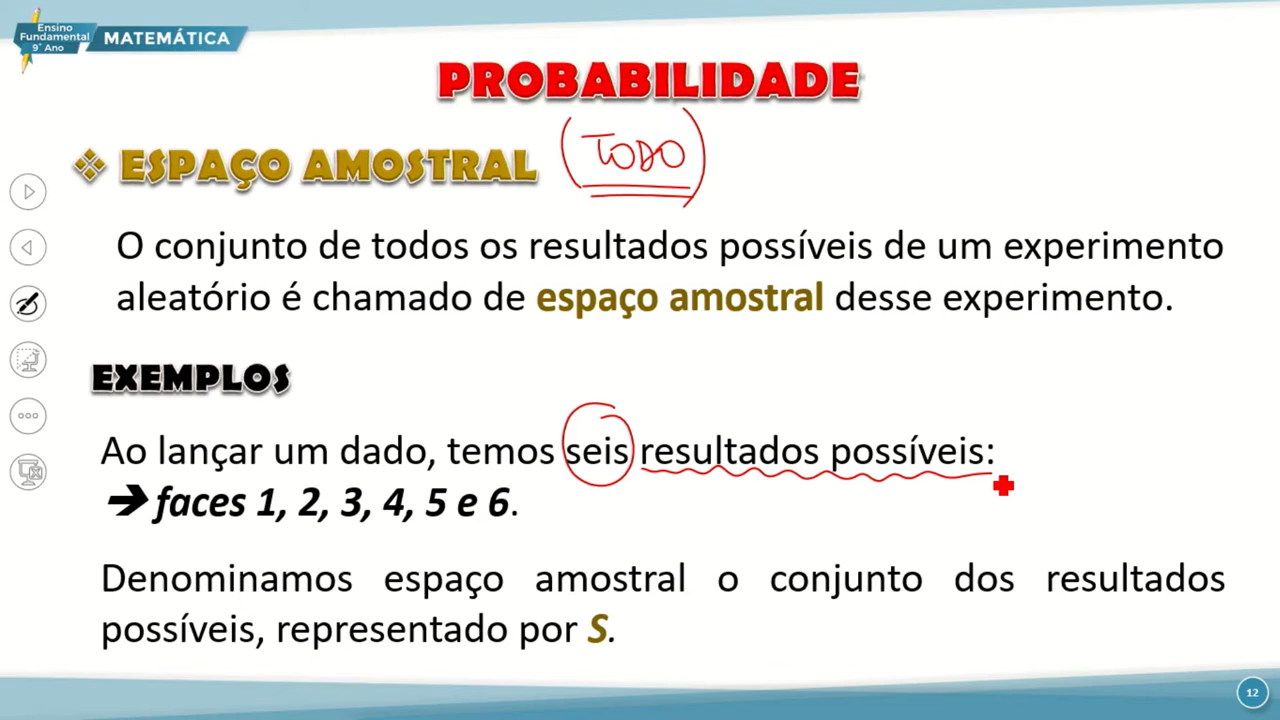 Ensino
Fundamental
9° Ano
MATEMÁTICA
PROBABILIDADE
ESPAÇO AMOSTRAL (TODO)
O conjunto de todos os resultados possíveis de um experimento
aleatório é chamado de espaço amostral desse experimento.
EXEMPLOS
Ao lançar um dado, temos seis resultados possíveis:
➔ faces 1, 2, 3, 4, 5 e 6.
Denominamos espaço amostral o conjunto dos resultados
possíveis, representado por S.
12